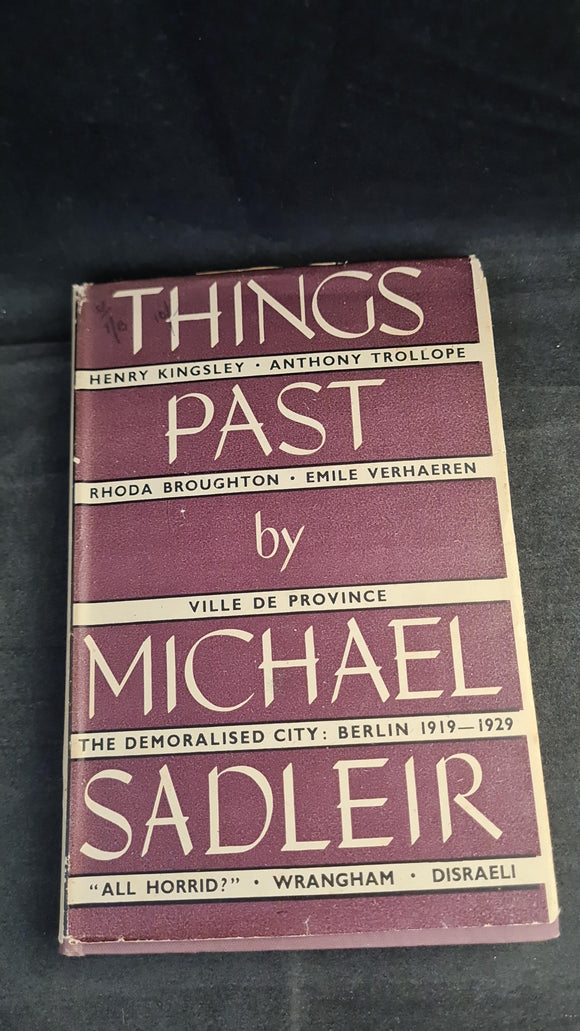 THINGS
HENRY KINGSLEY · ANTHONY TROLLOPE
PAST
RHODA BROUGHTON · EMILE VERHAEREN
by
VILLE DE PROVINCE
MICHAEL
THE DEMORALISED CITY: BERLIN 1919—1929
SADLEIR
"ALL HORRID?" · WRANGHAM · DISRAELI